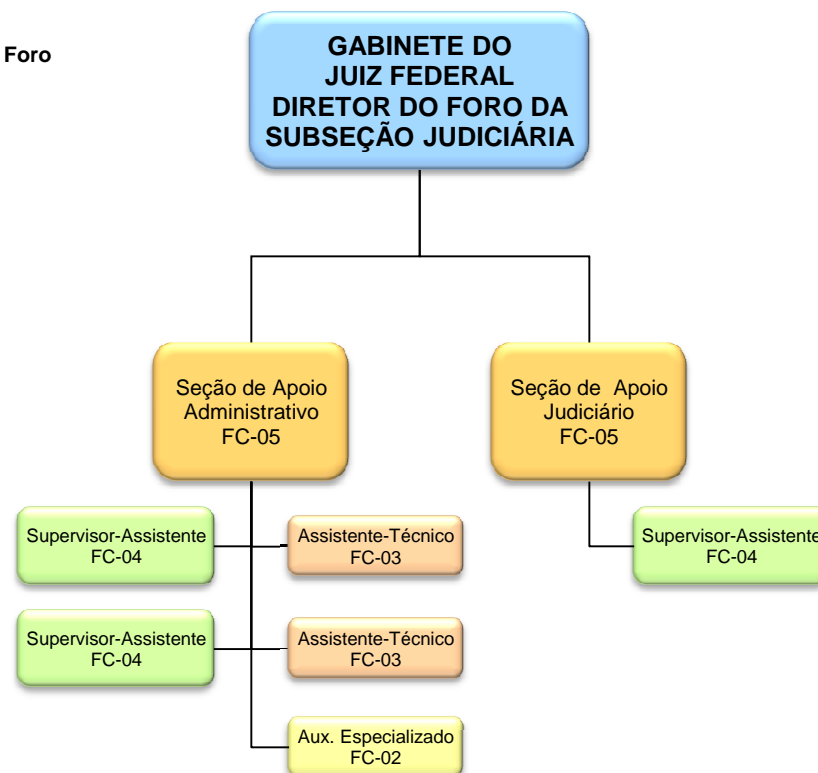 Foro
GABINETE DO
JUIZ FEDERAL
DIRETOR DO FORO DA
SUBSEÇÃO JUDICIÁRIA
Seção de Apoio
Administrativo
FC-05
Seção de Apoio
Judiciário
FC-05
Supervisor-Assistente
FC-04
Assistente-Técnico
FC-03
Supervisor-Assistente
FC-04
Supervisor-Assistente
FC-04
Assistente-Técnico
FC-03
Aux. Especializado
FC-02